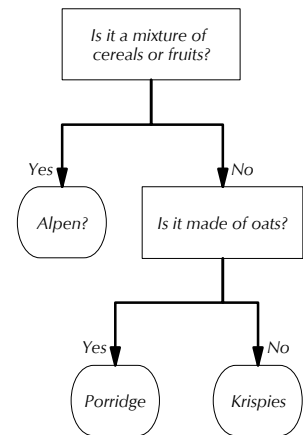 Is it a mixture of
cereals or fruits?
Yes
No
Alpen?
Is it made of oats?
Yes
No
Porridge
Krispies